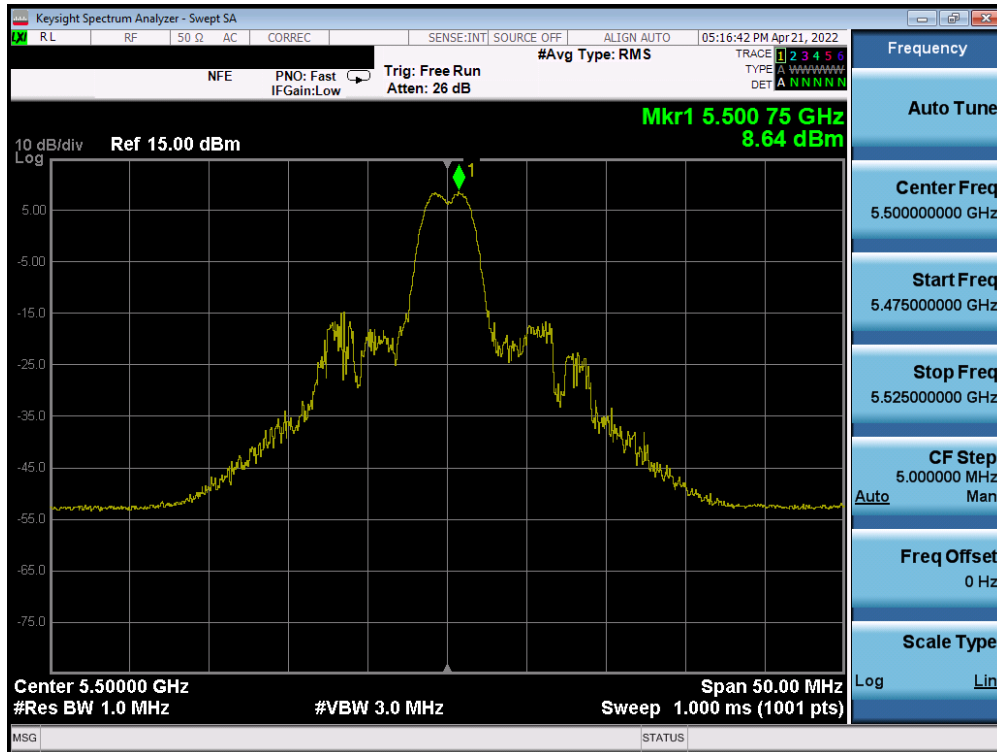 Keysight Spectrum Analyzer - Swept SA
LXI RL RF 50 Ω AC CORREC SENSE:INT SOURCE OFF ALIGN AUTO 05:16:42 PM Apr 21, 2022
#Avg Type: RMS TRACE 1 2 3 4 5 6
NFE PNO: Fast Trig: Free Run TYPE A WWWWW
IFGain:Low Atten: 26 dB DET A N N N N N
Mkr1 5.500 75 GHz
8.64 dBm
10 dB/div Ref 15.00 dBm
Log
1
5.00
-5.00
-15.0
-25.0
-35.0
-45.0
-55.0
-65.0
-75.0
Center 5.50000 GHz Span 50.00 MHz
#Res BW 1.0 MHz #VBW 3.0 MHz Sweep 1.000 ms (1001 pts)
MSG STATUS
Frequency
Auto Tune
Center Freq
5.500000000 GHz
Start Freq
5.475000000 GHz
Stop Freq
5.525000000 GHz
CF Step
5.000000 MHz
Auto Man
Freq Offset
0 Hz
Scale Type
Log Lin